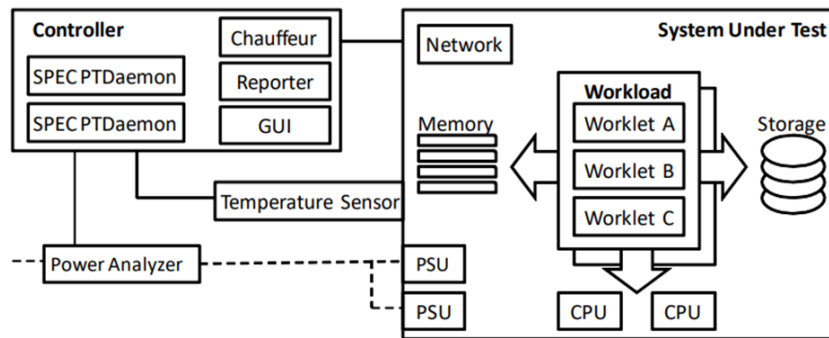 Controller
Chauffeur
SPEC PTDaemon
Reporter
SPEC PTDaemon
GUI
System Under Test
Network
Workload
Memory
Worklet A
Storage
Worklet B
Worklet C
Temperature Sensor
Power Analyzer
PSU
PSU
CPU
CPU